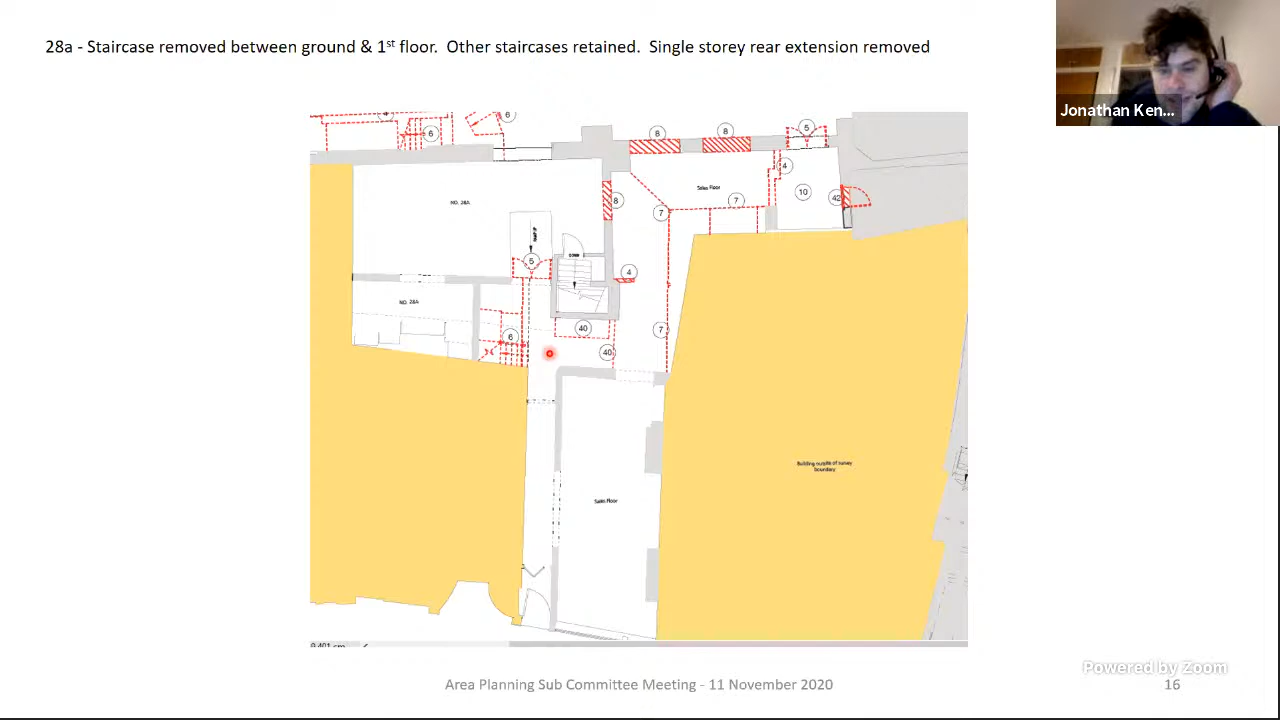 28a - Staircase removed between ground & 1st floor. Other staircases retained. Single storey rear extension removed
Jonathan Ken...
6
6
8
8
5
4
Sales Floor
10
42
NO. 28A
8
7
7
5
DOWN
4
NO. 28A
6
40
7
40
Building outside of survey
boundary
Sales Floor
Powered by Zoom
Area Planning Sub Committee Meeting - 11 November 2020
16